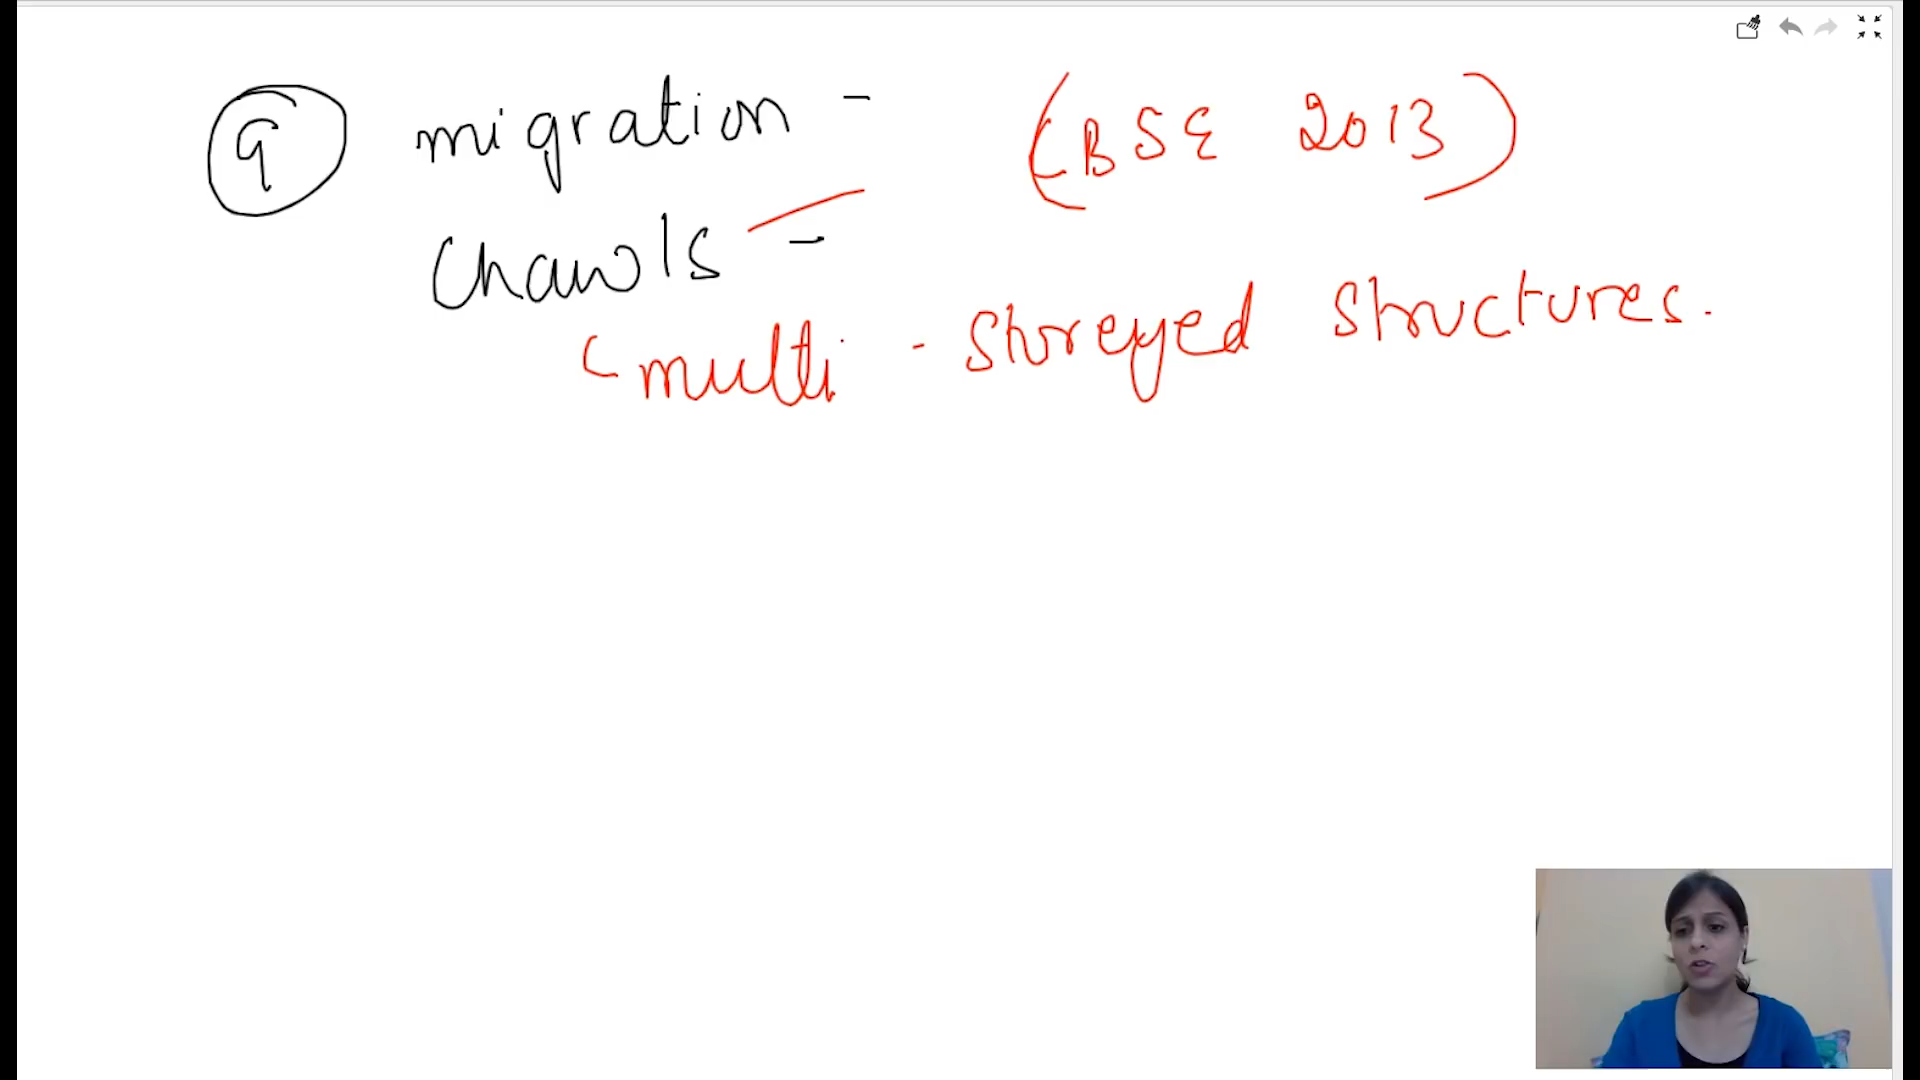 9 migration - (CBSE 2013)
Chawls -
multi - storeyed structures.